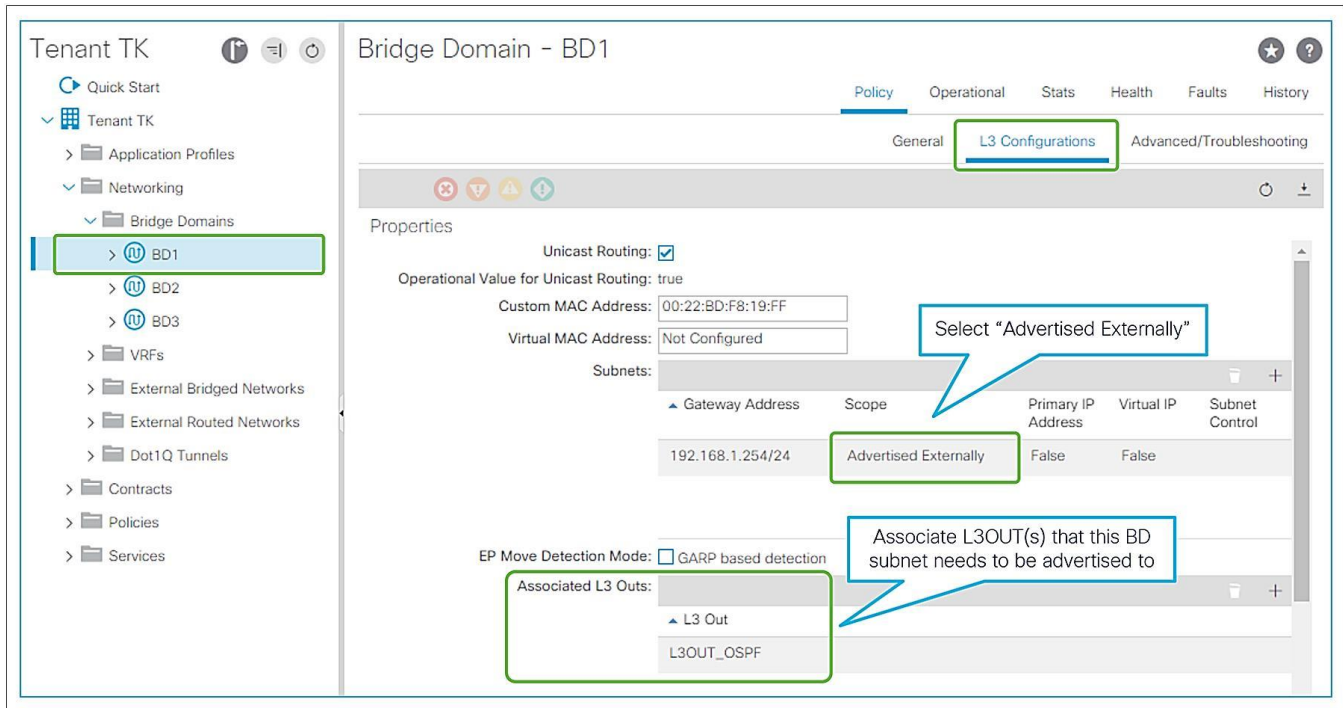 Tenant TK
Quick Start
Tenant TK
Application Profiles
Networking
Bridge Domains
BD1
BD2
BD3
VRFs
External Bridged Networks
External Routed Networks
Dot1Q Tunnels
Contracts
Policies
Services
Bridge Domain - BD1
Policy Operational Stats Health Faults History
General L3 Configurations Advanced/Troubleshooting
Properties
Unicast Routing:
Operational Value for Unicast Routing: true
Custom MAC Address: 00:22:BD:F8:19:FF
Virtual MAC Address: Not Configured
Select “Advertised Externally”
Subnets:
Gateway Address Scope Primary IP Address Virtual IP Subnet Control
192.168.1.254/24 Advertised Externally False False
EP Move Detection Mode: GARP based detection
Associate L3OUT(s) that this BD
subnet needs to be advertised to
Associated L3 Outs:
L3 Out
L3OUT_OSPF